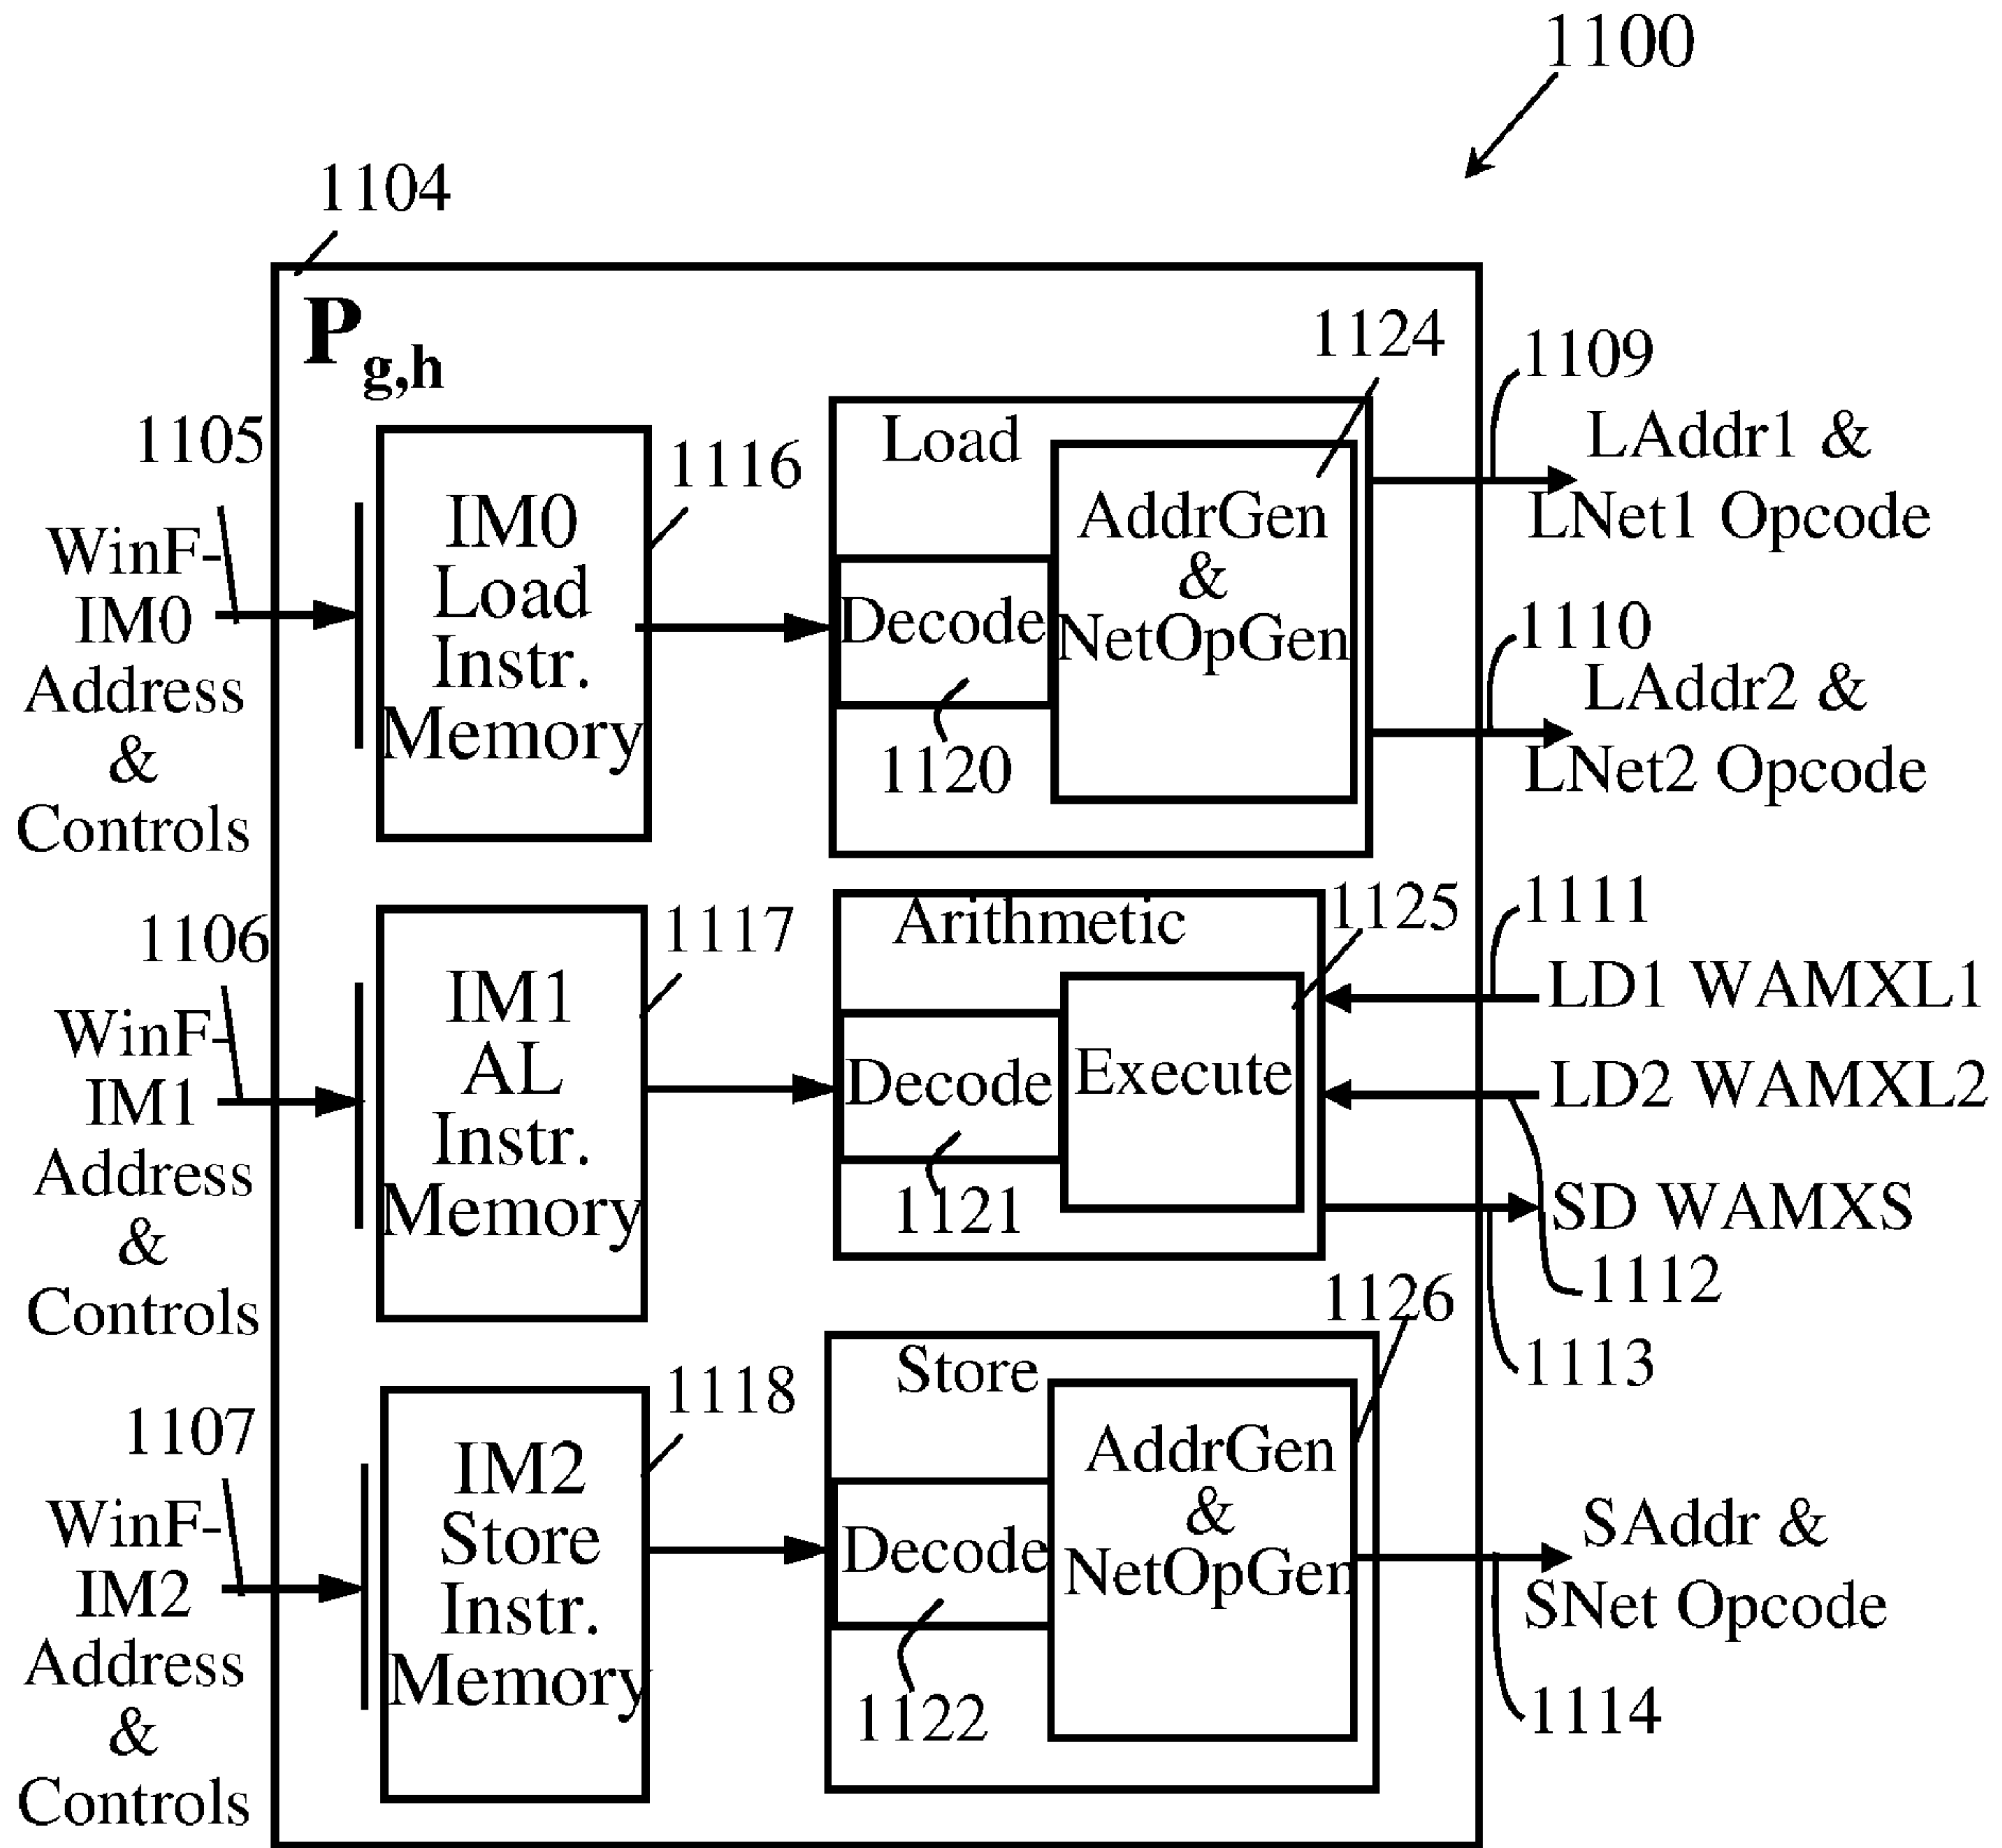 1100
1104
P g,h
1124
1109
LAddr1 &
LNet1 Opcode
1105
WinF-
IM0
Address
&
Controls
IM0
Load
Instr.
Memory
1116
Load
Decode
AddrGen
&
NetOpGen
1120
1110
LAddr2 &
LNet2 Opcode
1106
WinF-
IM1
Address
&
Controls
IM1
AL
Instr.
Memory
1117
Arithmetic
Decode
Execute
1121
1125
1111
LD1 WAMXL1
LD2 WAMXL2
SD WAMXS
1112
1113
1107
WinF-
IM2
Address
&
Controls
IM2
Store
Instr.
Memory
1118
Store
Decode
AddrGen
&
NetOpGen
1122
1126
SAddr &
SNet Opcode
1114